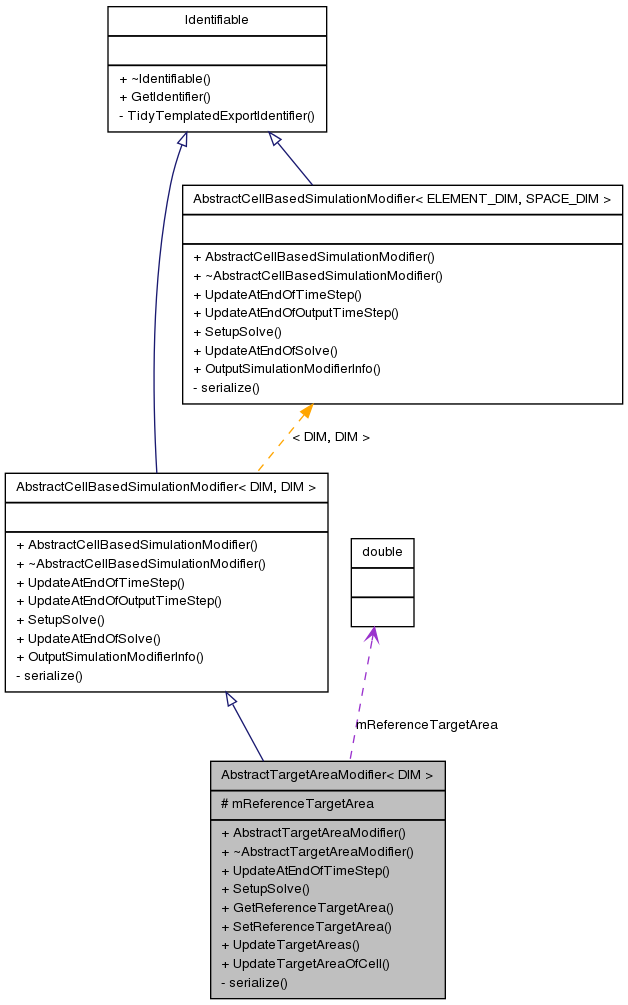 Identifiable
+ ~Identifiable()
+ GetIdentifier()
- TidyTemplatedExportIdentifier()
AbstractCellBasedSimulationModifier< ELEMENT_DIM, SPACE_DIM >
+ AbstractCellBasedSimulationModifier()
+ ~AbstractCellBasedSimulationModifier()
+ UpdateAtEndOfTimeStep()
+ UpdateAtEndOfOutputTimeStep()
+ SetupSolve()
+ UpdateAtEndOfSolve()
+ OutputSimulationModifierInfo()
- serialize()
< DIM, DIM >
AbstractCellBasedSimulationModifier< DIM, DIM >
+ AbstractCellBasedSimulationModifier()
+ ~AbstractCellBasedSimulationModifier()
+ UpdateAtEndOfTimeStep()
+ UpdateAtEndOfOutputTimeStep()
+ SetupSolve()
+ UpdateAtEndOfSolve()
+ OutputSimulationModifierInfo()
- serialize()
double
mReferenceTargetArea
AbstractTargetAreaModifier< DIM >
# mReferenceTargetArea
+ AbstractTargetAreaModifier()
+ ~AbstractTargetAreaModifier()
+ UpdateAtEndOfTimeStep()
+ SetupSolve()
+ GetReferenceTargetArea()
+ SetReferenceTargetArea()
+ UpdateTargetAreas()
+ UpdateTargetAreaOfCell()
- serialize()